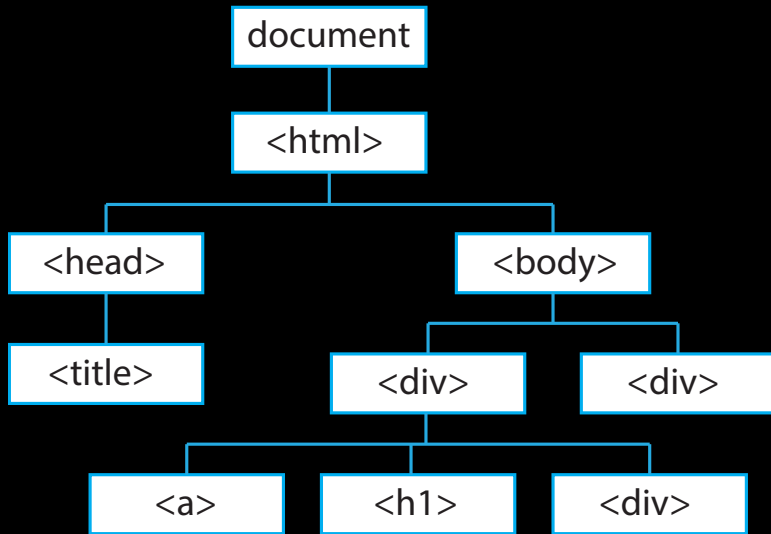 document
<html>
<head>
<body>
<title>
<div>
<div>
<a>
<h1>
<div>